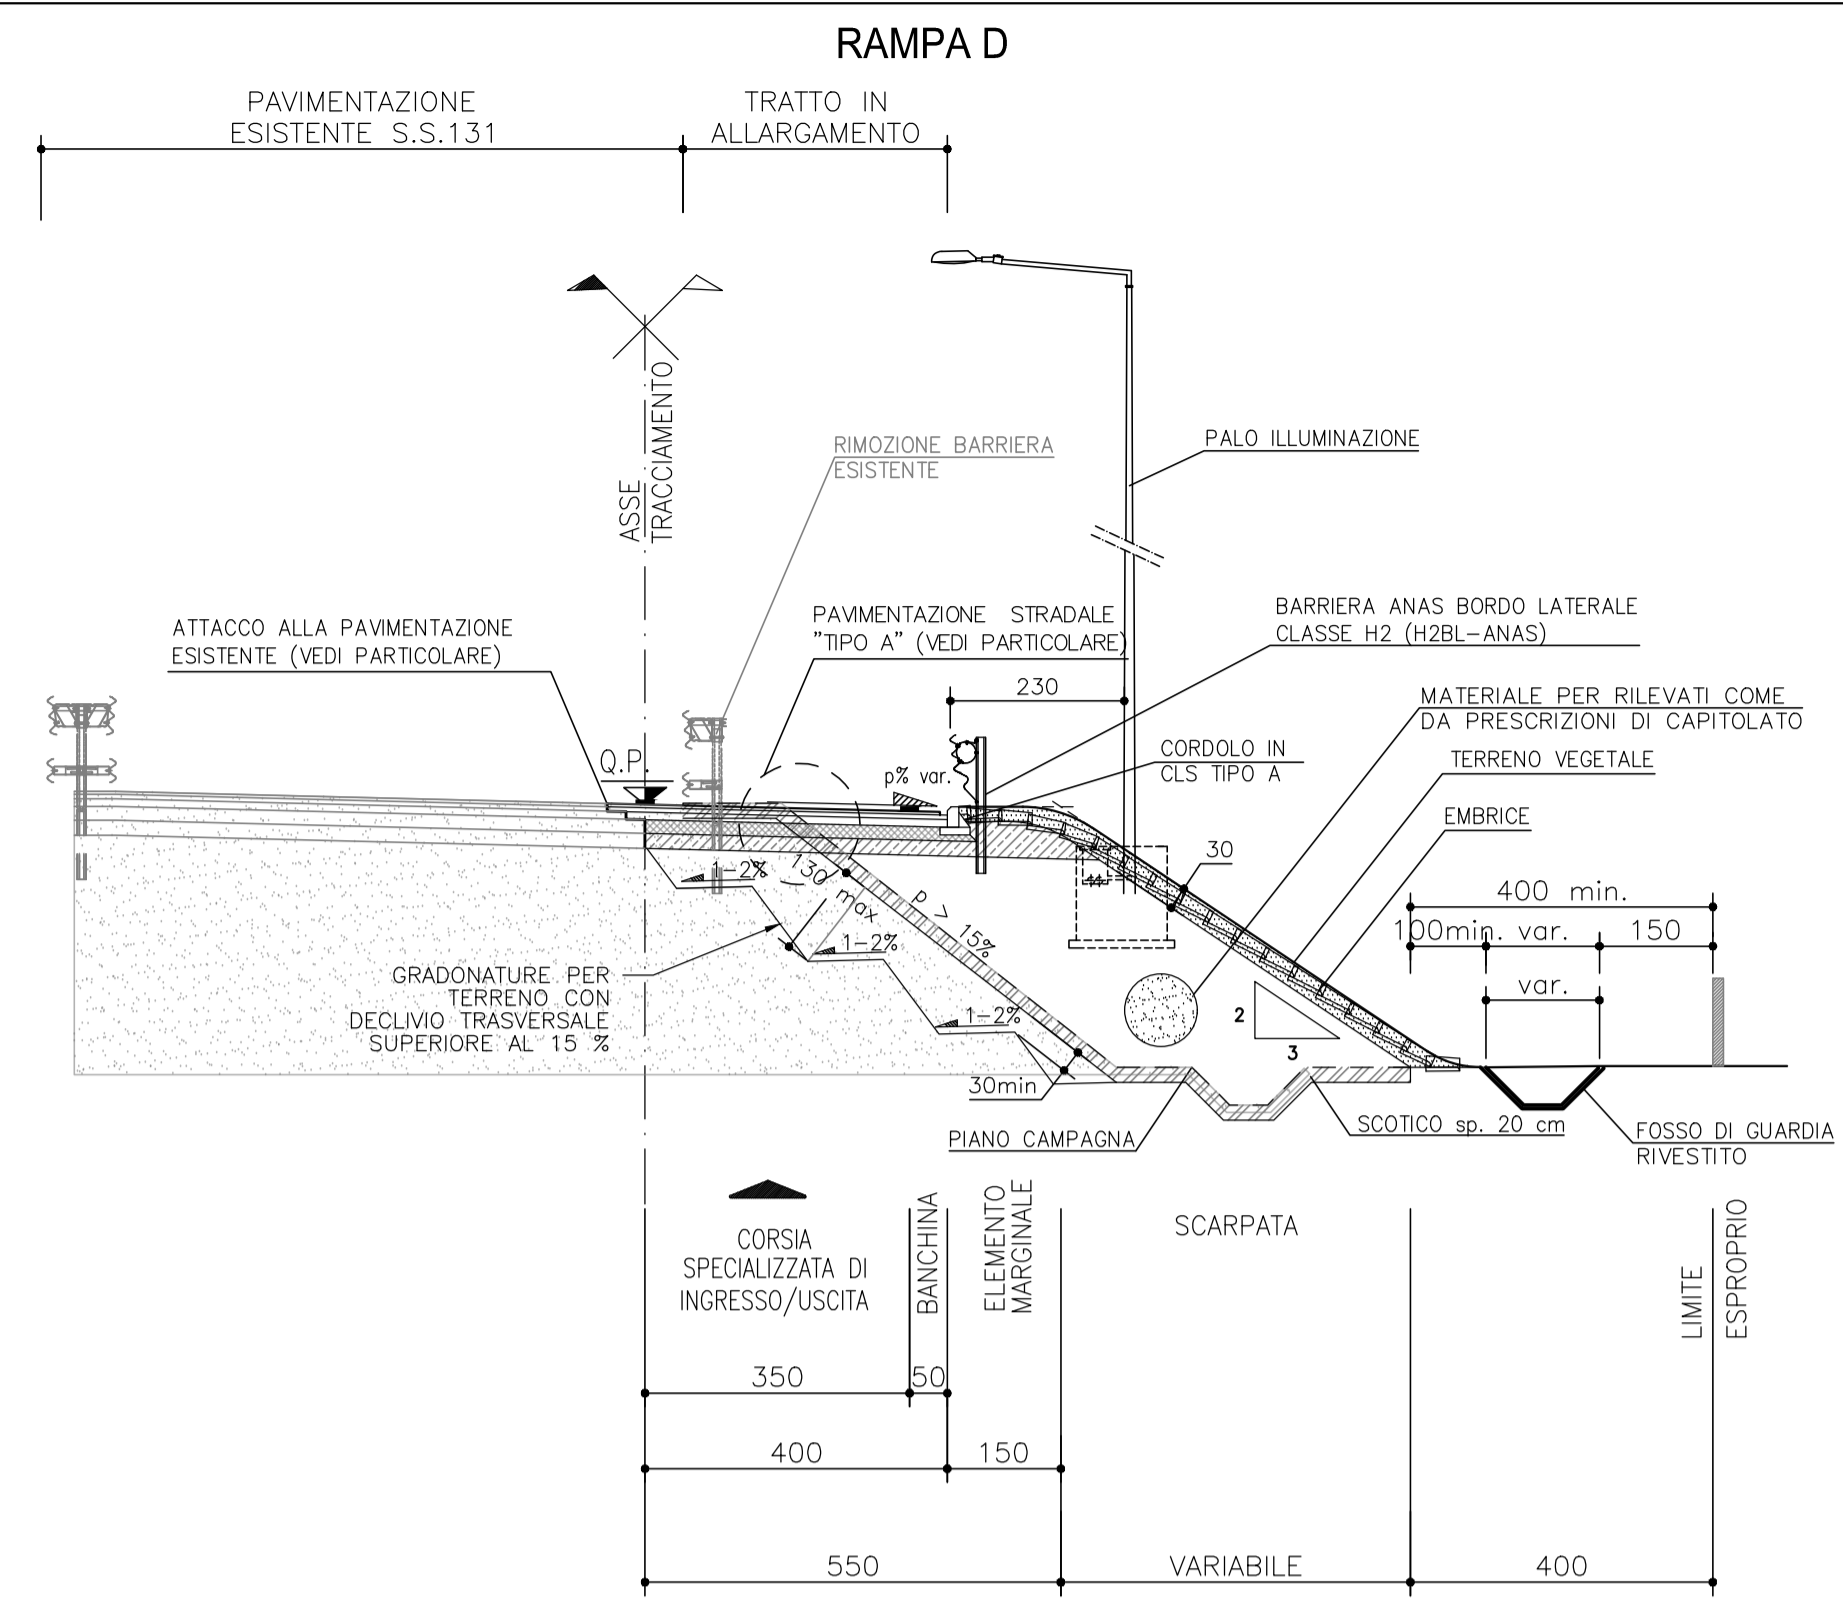 RAMPA D
PAVIMENTAZIONE
ESISTENTE S.S.131
TRATTO IN
ALLARGAMENTO
ASSE
TRACCIAMENTO
RIMOZIONE BARRIERA
ESISTENTE
PALO ILLUMINAZIONE
ATTACCO ALLA PAVIMENTAZIONE
ESISTENTE (VEDI PARTICOLARE)
PAVIMENTAZIONE STRADALE
"TIPO A" (VEDI PARTICOLARE)
BARRIERA ANAS BORDO LATERALE
CLASSE H2 (H2BL-ANAS)
230
MATERIALE PER RILEVATI COME
DA PRESCRIZIONI DI CAPITOLATO
CORDOLO IN
CLS TIPO A
TERRENO VEGETALE
Q.P.
p% var.
EMBRICE
30
1-2%
130 max
p > 15%
1-2%
1-2%
400 min.
100min.
var.
150
var.
GRADONATURE PER
TERRENO CON
DECLIVIO TRASVERSALE
SUPERIORE AL 15 %
2
3
30min
PIANO CAMPAGNA
SCOTICO sp. 20 cm
FOSSO DI GUARDIA
RIVESTITO
CORSIA
SPECIALIZZATA DI
INGRESSO/USCITA
BANCHINA
ELEMENTO
MARGINALE
SCARPATA
LIMITE
ESPROPRIO
350
50
400
150
550
VARIABILE
400